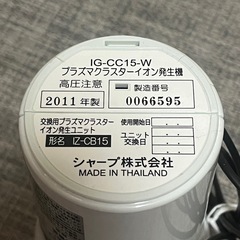 IG-CC15-W
プラズマクラスターイオン発生機
高圧注意
製造番号
2011年製
0066595
交換用プラズマクラスター
イオン発生ユニット
形名 IZ-CB15
使用開始日
ユニット
交換日
シャープ株式会社
MADE IN THAILAND